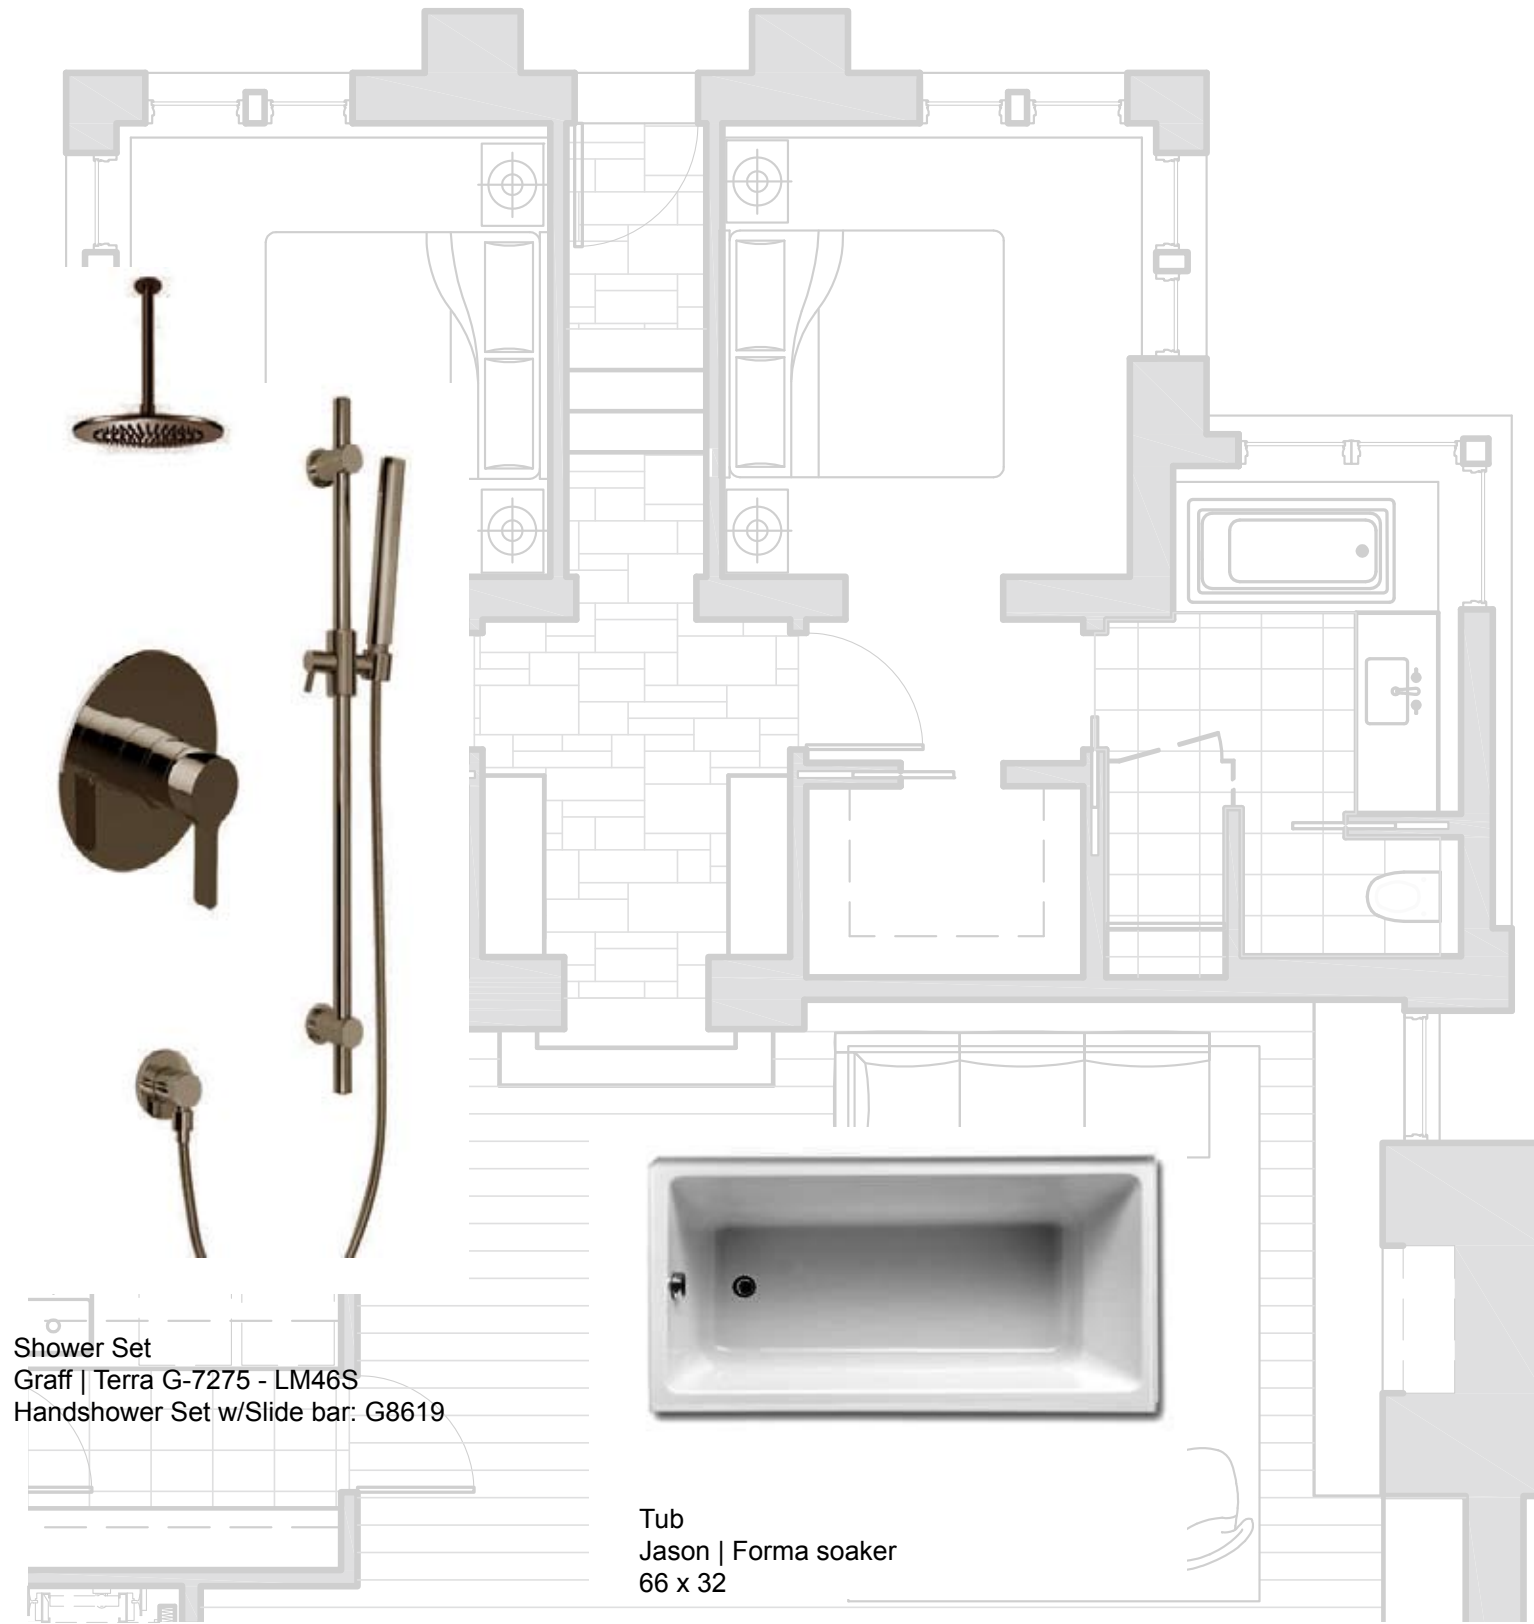 Shower Set
Graff | Terra G-7275 - LM46S
Handshower Set w/Slide bar: G8619
Tub
Jason | Forma soaker
66 x 32